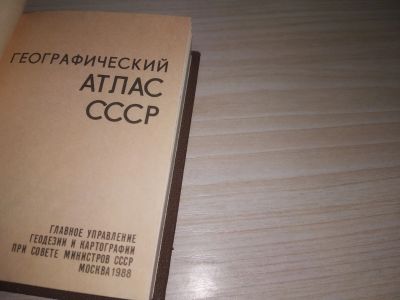 ГЕОГРАФИЧЕСКИЙ
АТЛАС
СССР
ГЛАВНОЕ УПРАВЛЕНИЕ
ГЕОДЕЗИИ И КАРТОГРАФИИ
ПРИ СОВЕТЕ МИНИСТРОВ СССР
МОСКВА 1988